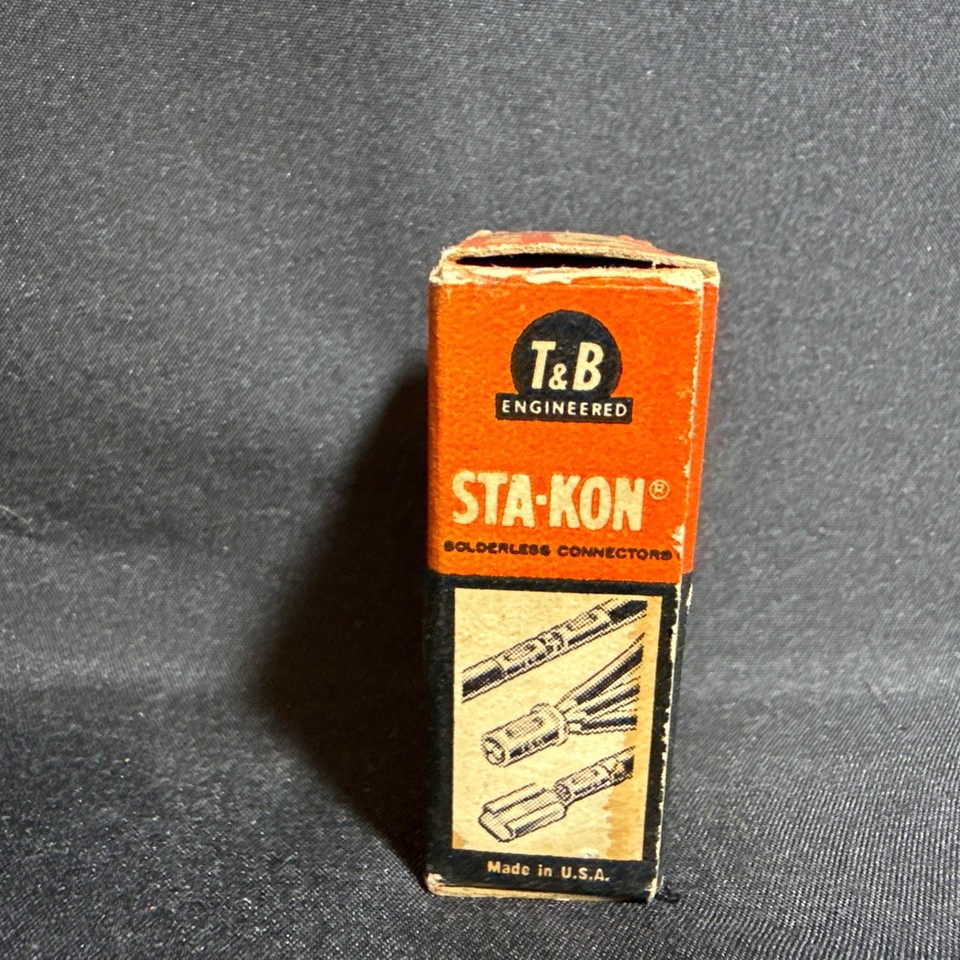 T&B
ENGINEERED
STA-KON®
SOLDERLESS CONNECTORS
Made in U.S.A.